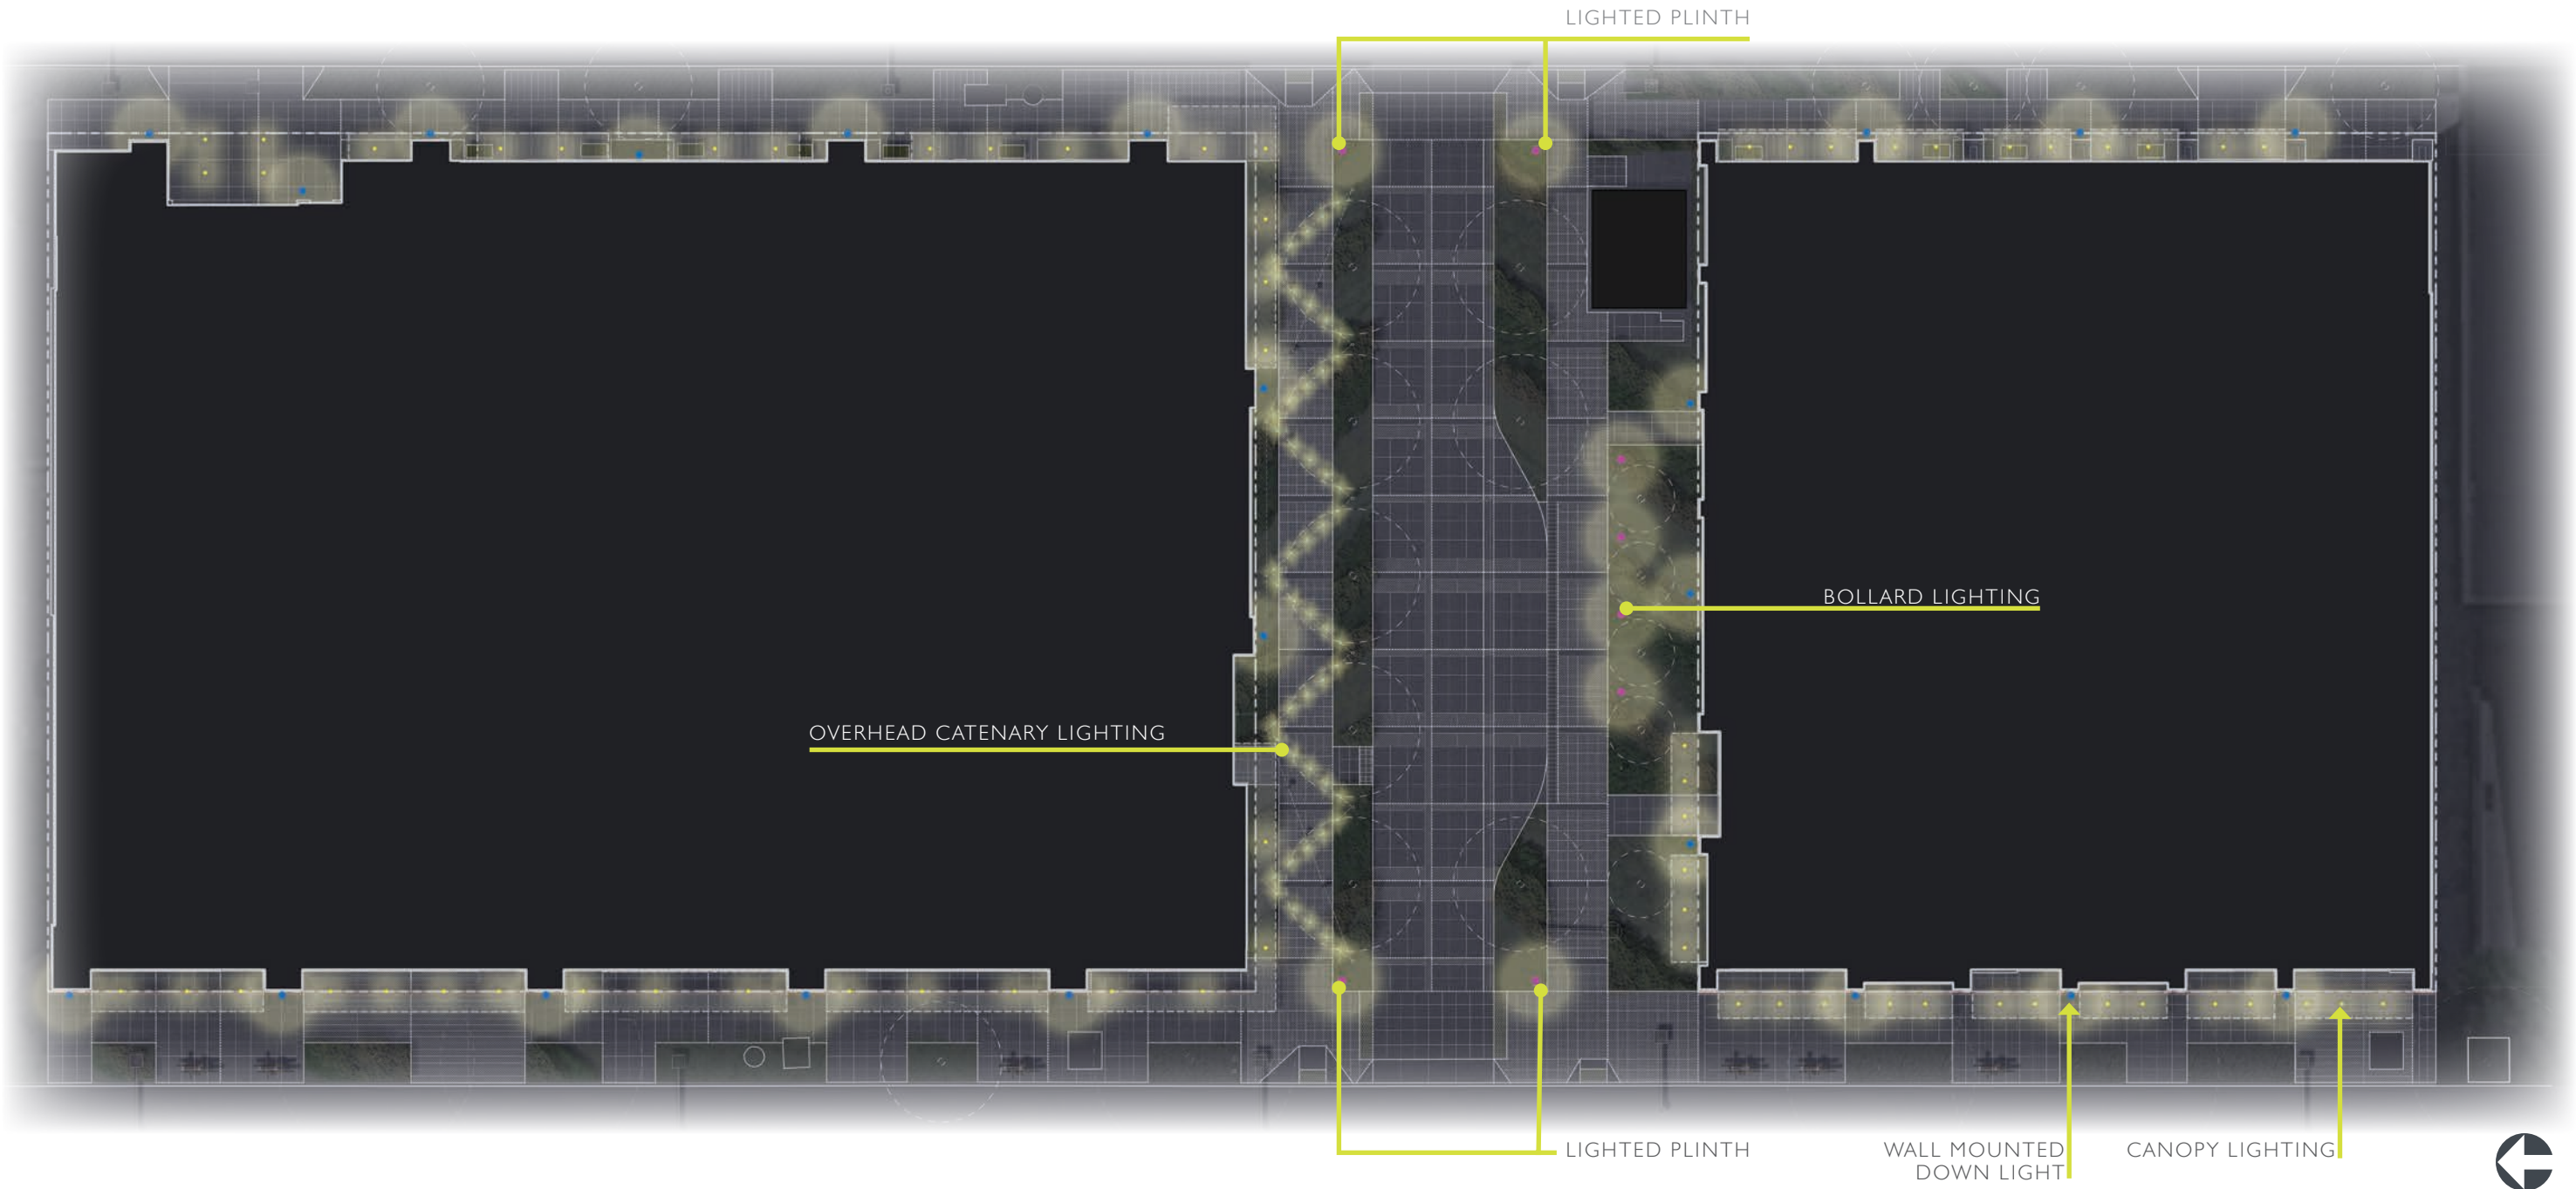 LIGHTED PLINTH
BOLLARD LIGHTING
OVERHEAD CATENARY LIGHTING
LIGHTED PLINTH
WALL MOUNTED
DOWN LIGHT
CANOPY LIGHTING